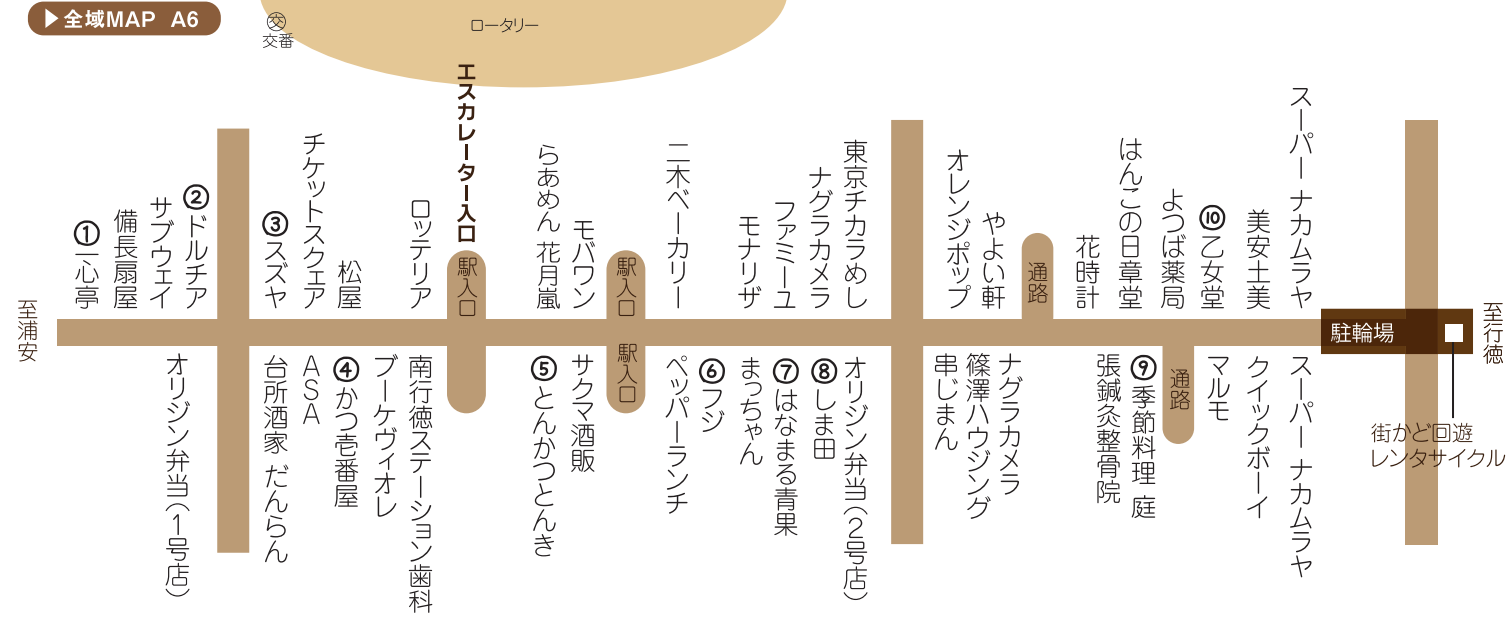 ▶全域MAP A6
交
交番
ロータリー
エスカレーター入口
至浦安
①一心亭
備長扇屋
サブウェイ
②ドルチア
③スズヤ
チケットスクェア
松屋
ロッテリア
駅入口
らあめん 花月嵐
モバワン
駅入口
二木ベーカリー
モナリザ
ファミーユ
ナグラカメラ
東京チカラめし
オレンジポップ
やよい軒
通路
花時計
はんこの日章堂
よつば薬局
⑩乙女堂
美安土美
スーパー ナカムラヤ
駐輪場
至行徳
オリジン弁当(1号店)
台所酒家 だんらん
ASA
④かつ壱番屋
ブーケヴィオレ
南行徳ステーション歯科
⑤とんかつとんき
サクマ酒販
駅入口
ペッパーランチ
⑥フジ
まっちゃん
⑦はなまる青果
⑧しま田
オリジン弁当(2号店)
串じまん
篠澤ハウジング
ナグラカメラ
張鍼灸整骨院
⑨季節料理 庭
通路
マルモ
クイックボーイ
スーパー ナカムラヤ
街かど回遊
レンタサイクル